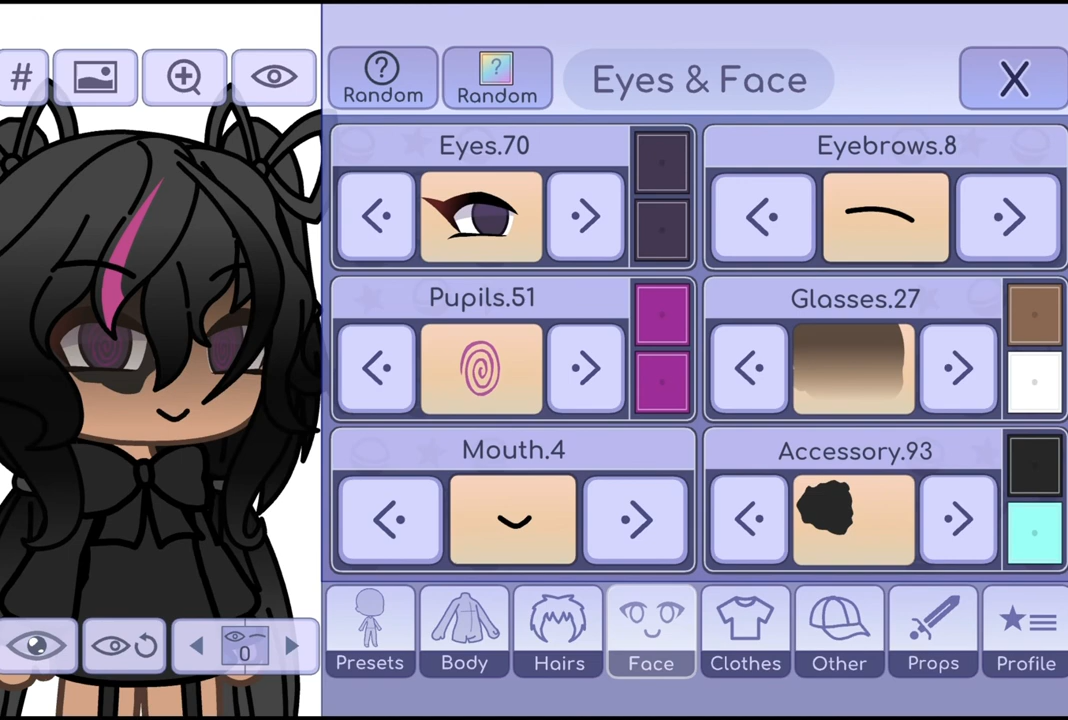 #
?
Random
?
Random
Eyes & Face
X
Eyes.70
Eyebrows.8
Pupils.51
Glasses.27
Mouth.4
Accessory.93
0
Presets
Body
Hairs
Face
Clothes
Other
Props
Profile